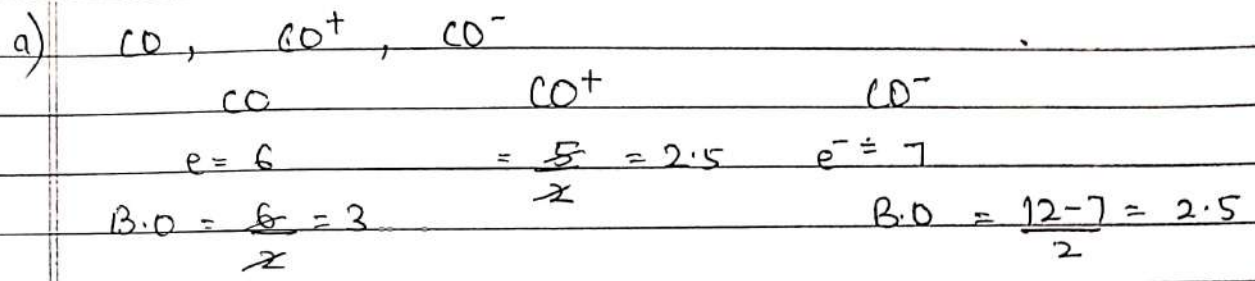 a) CO, CO⁺, CO⁻
CO CO⁺ CO⁻
e = 6 = 5/2 = 2.5 e⁻ = 7
B.O = 6/2 = 3 B.O = 12-7/2 = 2.5